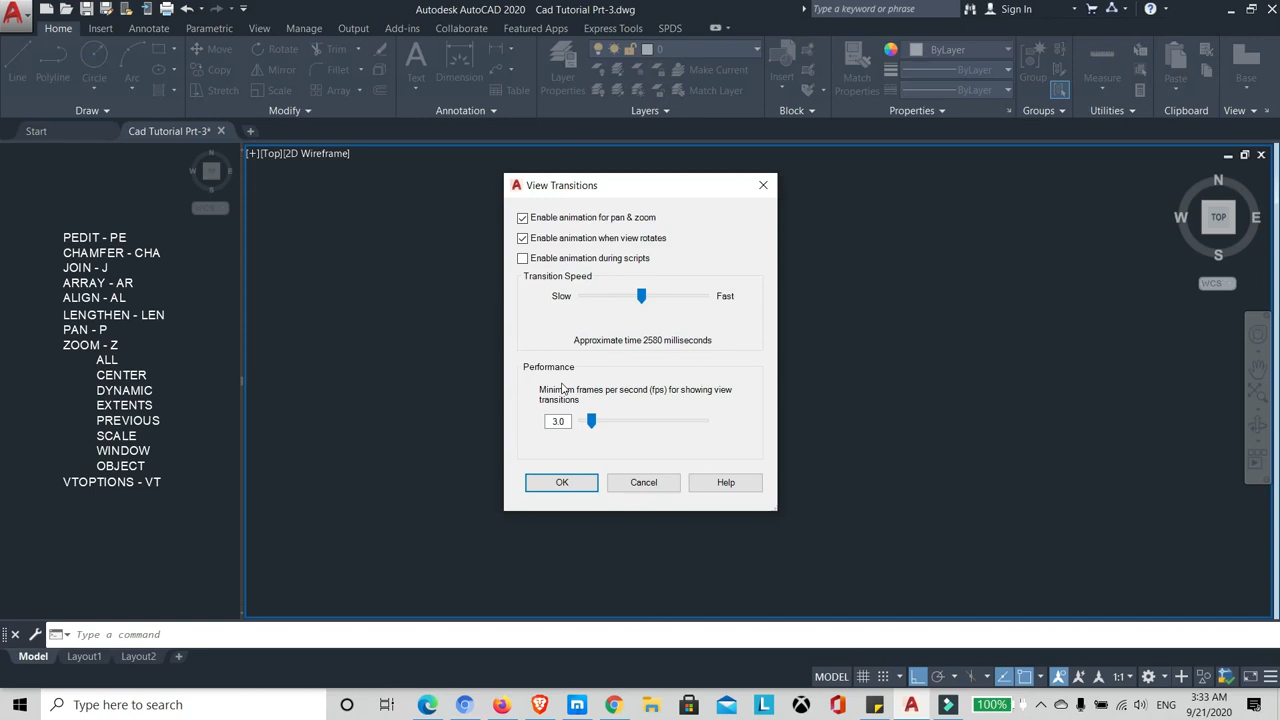 Autodesk AutoCAD 2020 Cad Tutorial Prt-3.dwg
Type a keyword or phrase
Sign In
Home Insert Annotate Parametric View Manage Output Add-ins Collaborate Express Tools Featured Apps SPDS
Line
Polyline
Circle
Arc
Move
Rotate
Trim
Copy
Mirror
Fillet
Stretch
Scale
Array
Text
Dimension
Table
Layer Properties
0
Make Current
Match Layer
Insert
Match Properties
ByLayer
ByLayer
ByLayer
Group
Measure
Paste
Base
Draw
Modify
Annotation
Layers
Block
Properties
Groups
Utilities
Clipboard
View
Start
Cad Tutorial Prt-3*
[+][Top][2D Wireframe]
N
W
E
S
WCS
N
W TOP E
S
WCS
PEDIT - PE
CHAMFER - CHA
JOIN - J
ARRAY - AR
ALIGN - AL
LENGTHEN - LEN
PAN - P
ZOOM - Z
ALL
CENTER
DYNAMIC
EXTENTS
PREVIOUS
SCALE
WINDOW
OBJECT
VTOPTIONS - VT
View Transitions
Enable animation for pan & zoom
Enable animation when view rotates
Enable animation during scripts
Transition Speed
Slow
Fast
Approximate time 2580 milliseconds
Performance
Minimum frames per second (fps) for showing view
transitions
3.0
OK
Cancel
Help
Type a command
Model
Layout1
Layout2
MODEL
1:1
Type here to search
100%
ENG
3:33 AM
9/21/2020